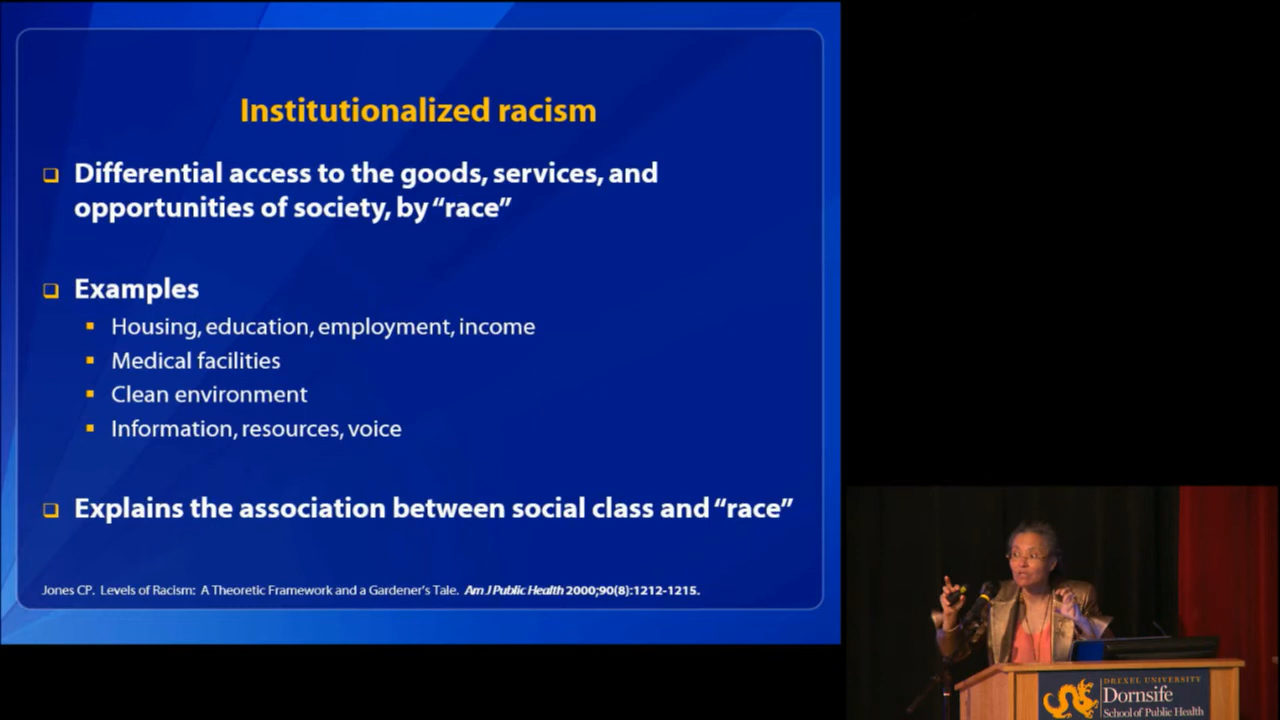 Institutionalized racism
❑ Differential access to the goods, services, and
opportunities of society, by “race”
❑ Examples
▪ Housing, education, employment, income
▪ Medical facilities
▪ Clean environment
▪ Information, resources, voice
❑ Explains the association between social class and “race”
Jones CP. Levels of Racism: A Theoretic Framework and a Gardener’s Tale. Am J Public Health 2000;90(8):1212-1215.
DREXEL UNIVERSITY
Dornsife
School of Public Health